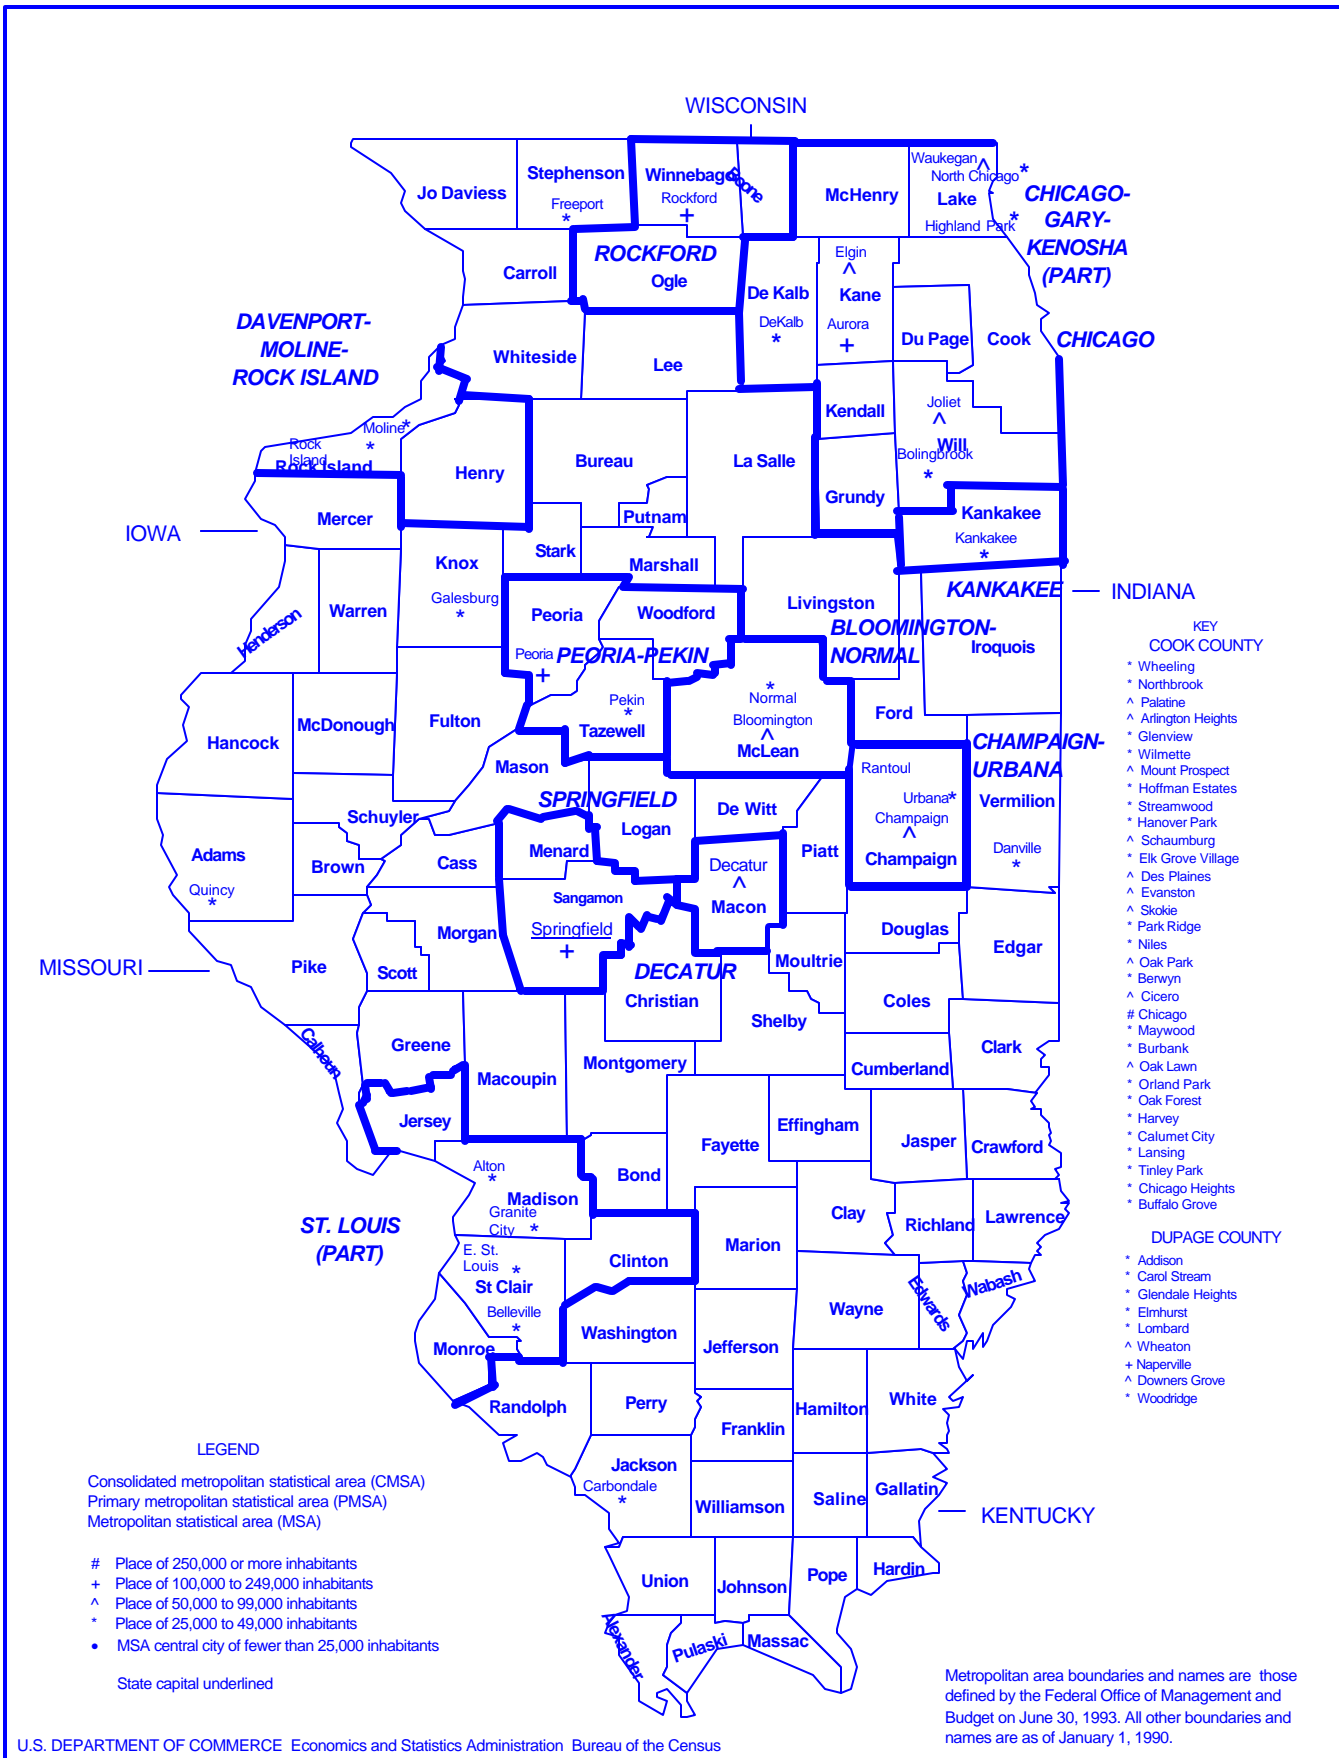 WISCONSIN
Jo Daviess
Stephenson
Freeport
*
Winnebago
Rockford
+
Boone
McHenry
Waukegan
^
North Chicago
*
Lake
Highland Park
*
CHICAGO-
GARY-
KENOSHA
(PART)
Carroll
ROCKFORD
Ogle
De Kalb
DeKalb
*
Elgin
^
Kane
Aurora
+
Du Page
Cook
CHICAGO
DAVENPORT-
MOLINE-
ROCK ISLAND
Whiteside
Lee
Kendall
Joliet
^
Will
Bolingbrook
*
Moline
*
Rock
Island
*
Rock Island
Henry
Bureau
La Salle
Grundy
Kankakee
Kankakee
*
KANKAKEE
INDIANA
IOWA
Mercer
Putnam
Knox
Galesburg
*
Stark
Marshall
Henderson
Warren
Peoria
Peoria
+
Woodford
Livingston
PEORIA-PEKIN
BLOOMINGTON-
NORMAL
Iroquois
Pekin
*
Tazewell
*
Normal
Bloomington
^
McLean
Ford
Hancock
McDonough
Fulton
Mason
CHAMPAIGN-
URBANA
Rantoul
Urbana
*
Champaign
^
Champaign
Vermilion
Danville
*
SPRINGFIELD
Logan
De Witt
Piatt
Schuyler
Adams
Quincy
*
Brown
Cass
Menard
Sangamon
Springfield
+
Decatur
^
Macon
DECATUR
MISSOURI
Pike
Scott
Morgan
Christian
Moultrie
Douglas
Edgar
Coles
Shelby
Calhoun
Greene
Macoupin
Montgomery
Cumberland
Clark
Jersey
Effingham
Fayette
Jasper
Crawford
Alton
*
Madison
Granite
City
*
Bond
Clay
Richland
Lawrence
ST. LOUIS
(PART)
E. St.
Louis
*
St Clair
Belleville
*
Clinton
Marion
Wayne
Edwards
Wabash
Monroe
Washington
Jefferson
Randolph
Perry
Franklin
Hamilton
White
Jackson
Carbondale
*
Williamson
Saline
Gallatin
KENTUCKY
Union
Johnson
Pope
Hardin
Alexander
Pulaski
Massac
KEY
COOK COUNTY
* Wheeling
* Northbrook
^ Palatine
^ Arlington Heights
* Glenview
* Wilmette
^ Mount Prospect
* Hoffman Estates
* Streamwood
* Hanover Park
^ Schaumburg
* Elk Grove Village
^ Des Plaines
^ Evanston
^ Skokie
* Park Ridge
* Niles
^ Oak Park
* Berwyn
^ Cicero
# Chicago
* Maywood
* Burbank
^ Oak Lawn
* Orland Park
* Oak Forest
* Harvey
* Calumet City
* Lansing
* Tinley Park
* Chicago Heights
* Buffalo Grove
DUPAGE COUNTY
* Addison
* Carol Stream
* Glendale Heights
* Elmhurst
* Lombard
^ Wheaton
+ Naperville
^ Downers Grove
* Woodridge
LEGEND
Consolidated metropolitan statistical area (CMSA)
Primary metropolitan statistical area (PMSA)
Metropolitan statistical area (MSA)
# Place of 250,000 or more inhabitants
+ Place of 100,000 to 249,000 inhabitants
^ Place of 50,000 to 99,000 inhabitants
* Place of 25,000 to 49,000 inhabitants
• MSA central city of fewer than 25,000 inhabitants
State capital underlined
Metropolitan area boundaries and names are those
defined by the Federal Office of Management and
Budget on June 30, 1993. All other boundaries and
names are as of January 1, 1990.
U.S. DEPARTMENT OF COMMERCE Economics and Statistics Administration Bureau of the Census